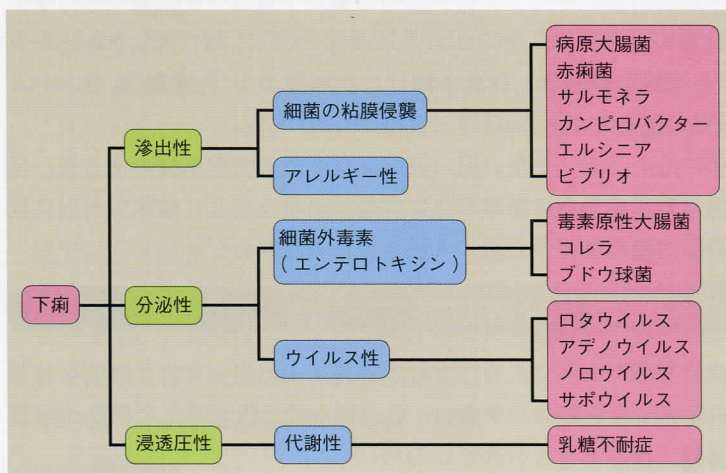 下痢
滲出性
細菌の粘膜侵襲
病原大腸菌
赤痢菌
サルモネラ
カンピロバクター
エルシニア
ビブリオ
アレルギー性
分泌性
細菌外毒素
(エンテロトキシン)
毒素原性大腸菌
コレラ
ブドウ球菌
ウイルス性
ロタウイルス
アデノウイルス
ノロウイルス
サポウイルス
浸透圧性
代謝性
乳糖不耐症